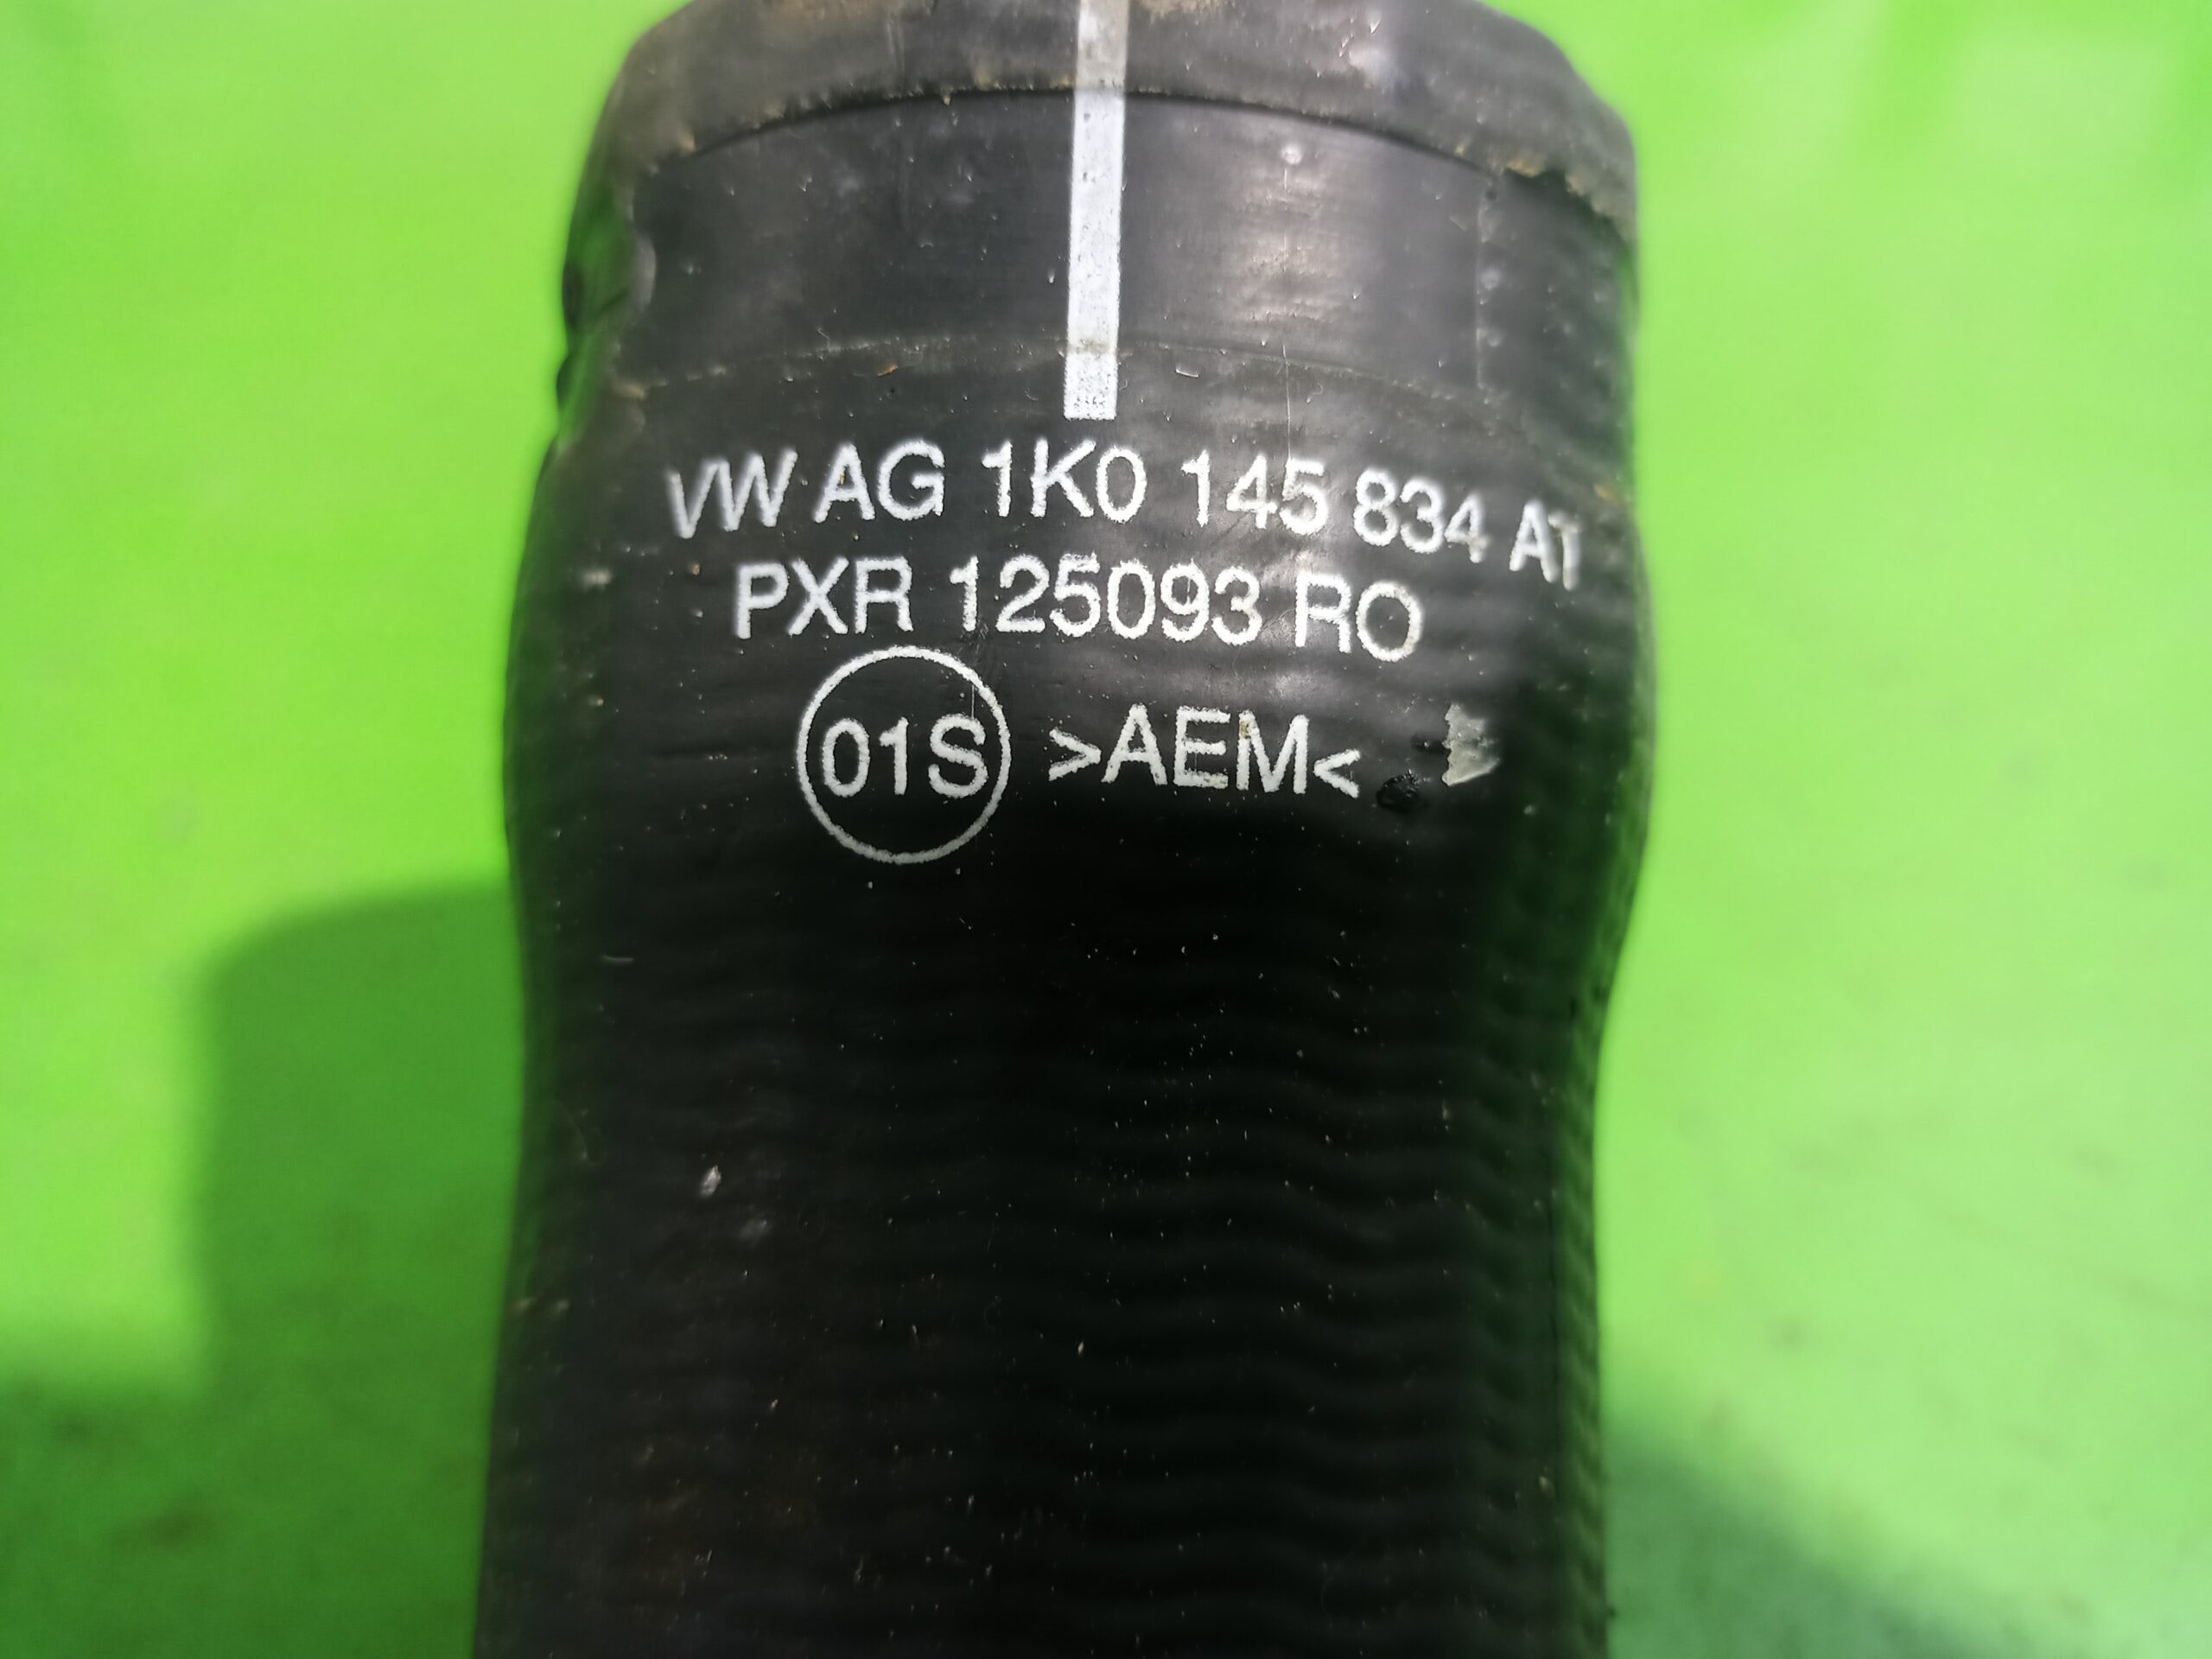 VW AG 1K0 145 834 AT
PXR 125093 RO
01S >AEM<